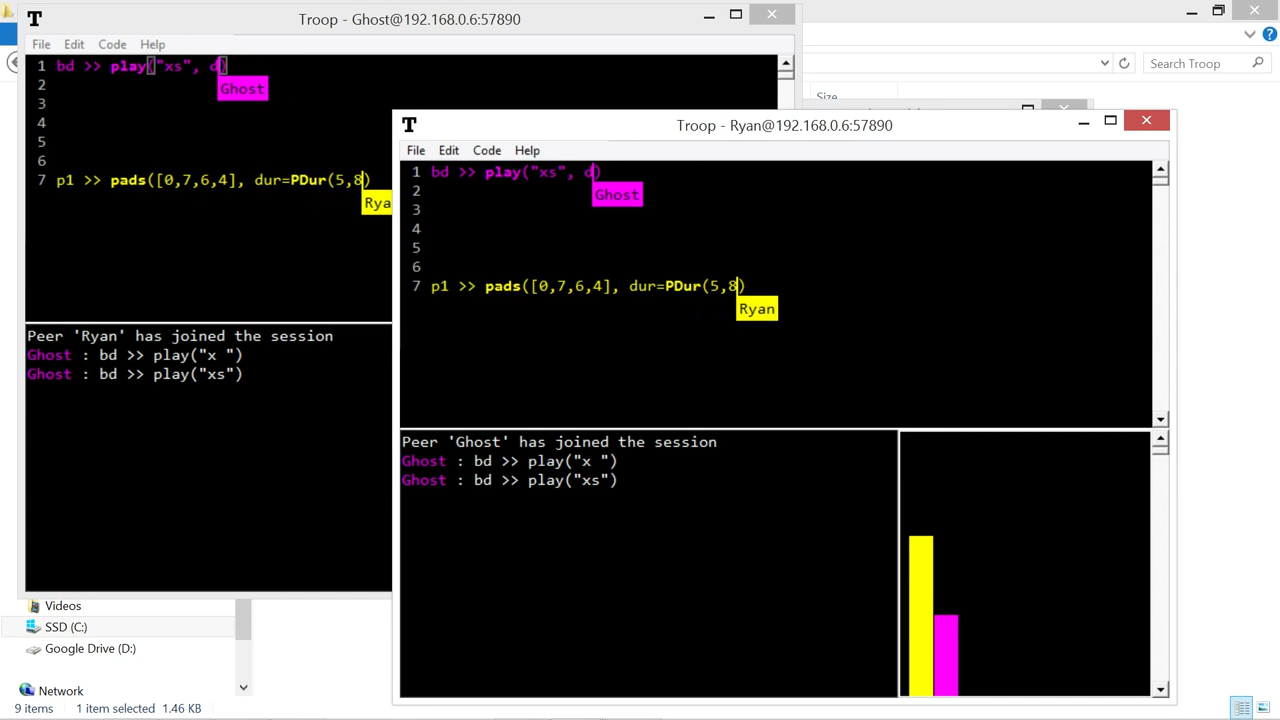 Troop - Ghost@192.168.0.6:57890
File Edit Code Help
1 bd >> play("xs", d)
Ghost
2
3
4
5
6
7 p1 >> pads([0,7,6,4], dur=PDur(5,8)
Rya
Peer 'Ryan' has joined the session
Ghost : bd >> play("x ")
Ghost : bd >> play("xs")
Search Troop
Size
Troop - Ryan@192.168.0.6:57890
File Edit Code Help
1 bd >> play("xs", d)
Ghost
2
3
4
5
6
7 p1 >> pads([0,7,6,4], dur=PDur(5,8)
Ryan
Peer 'Ghost' has joined the session
Ghost : bd >> play("x ")
Ghost : bd >> play("xs")
Videos
SSD (C:)
Google Drive (D:)
Network
9 items 1 item selected 1.46 KB